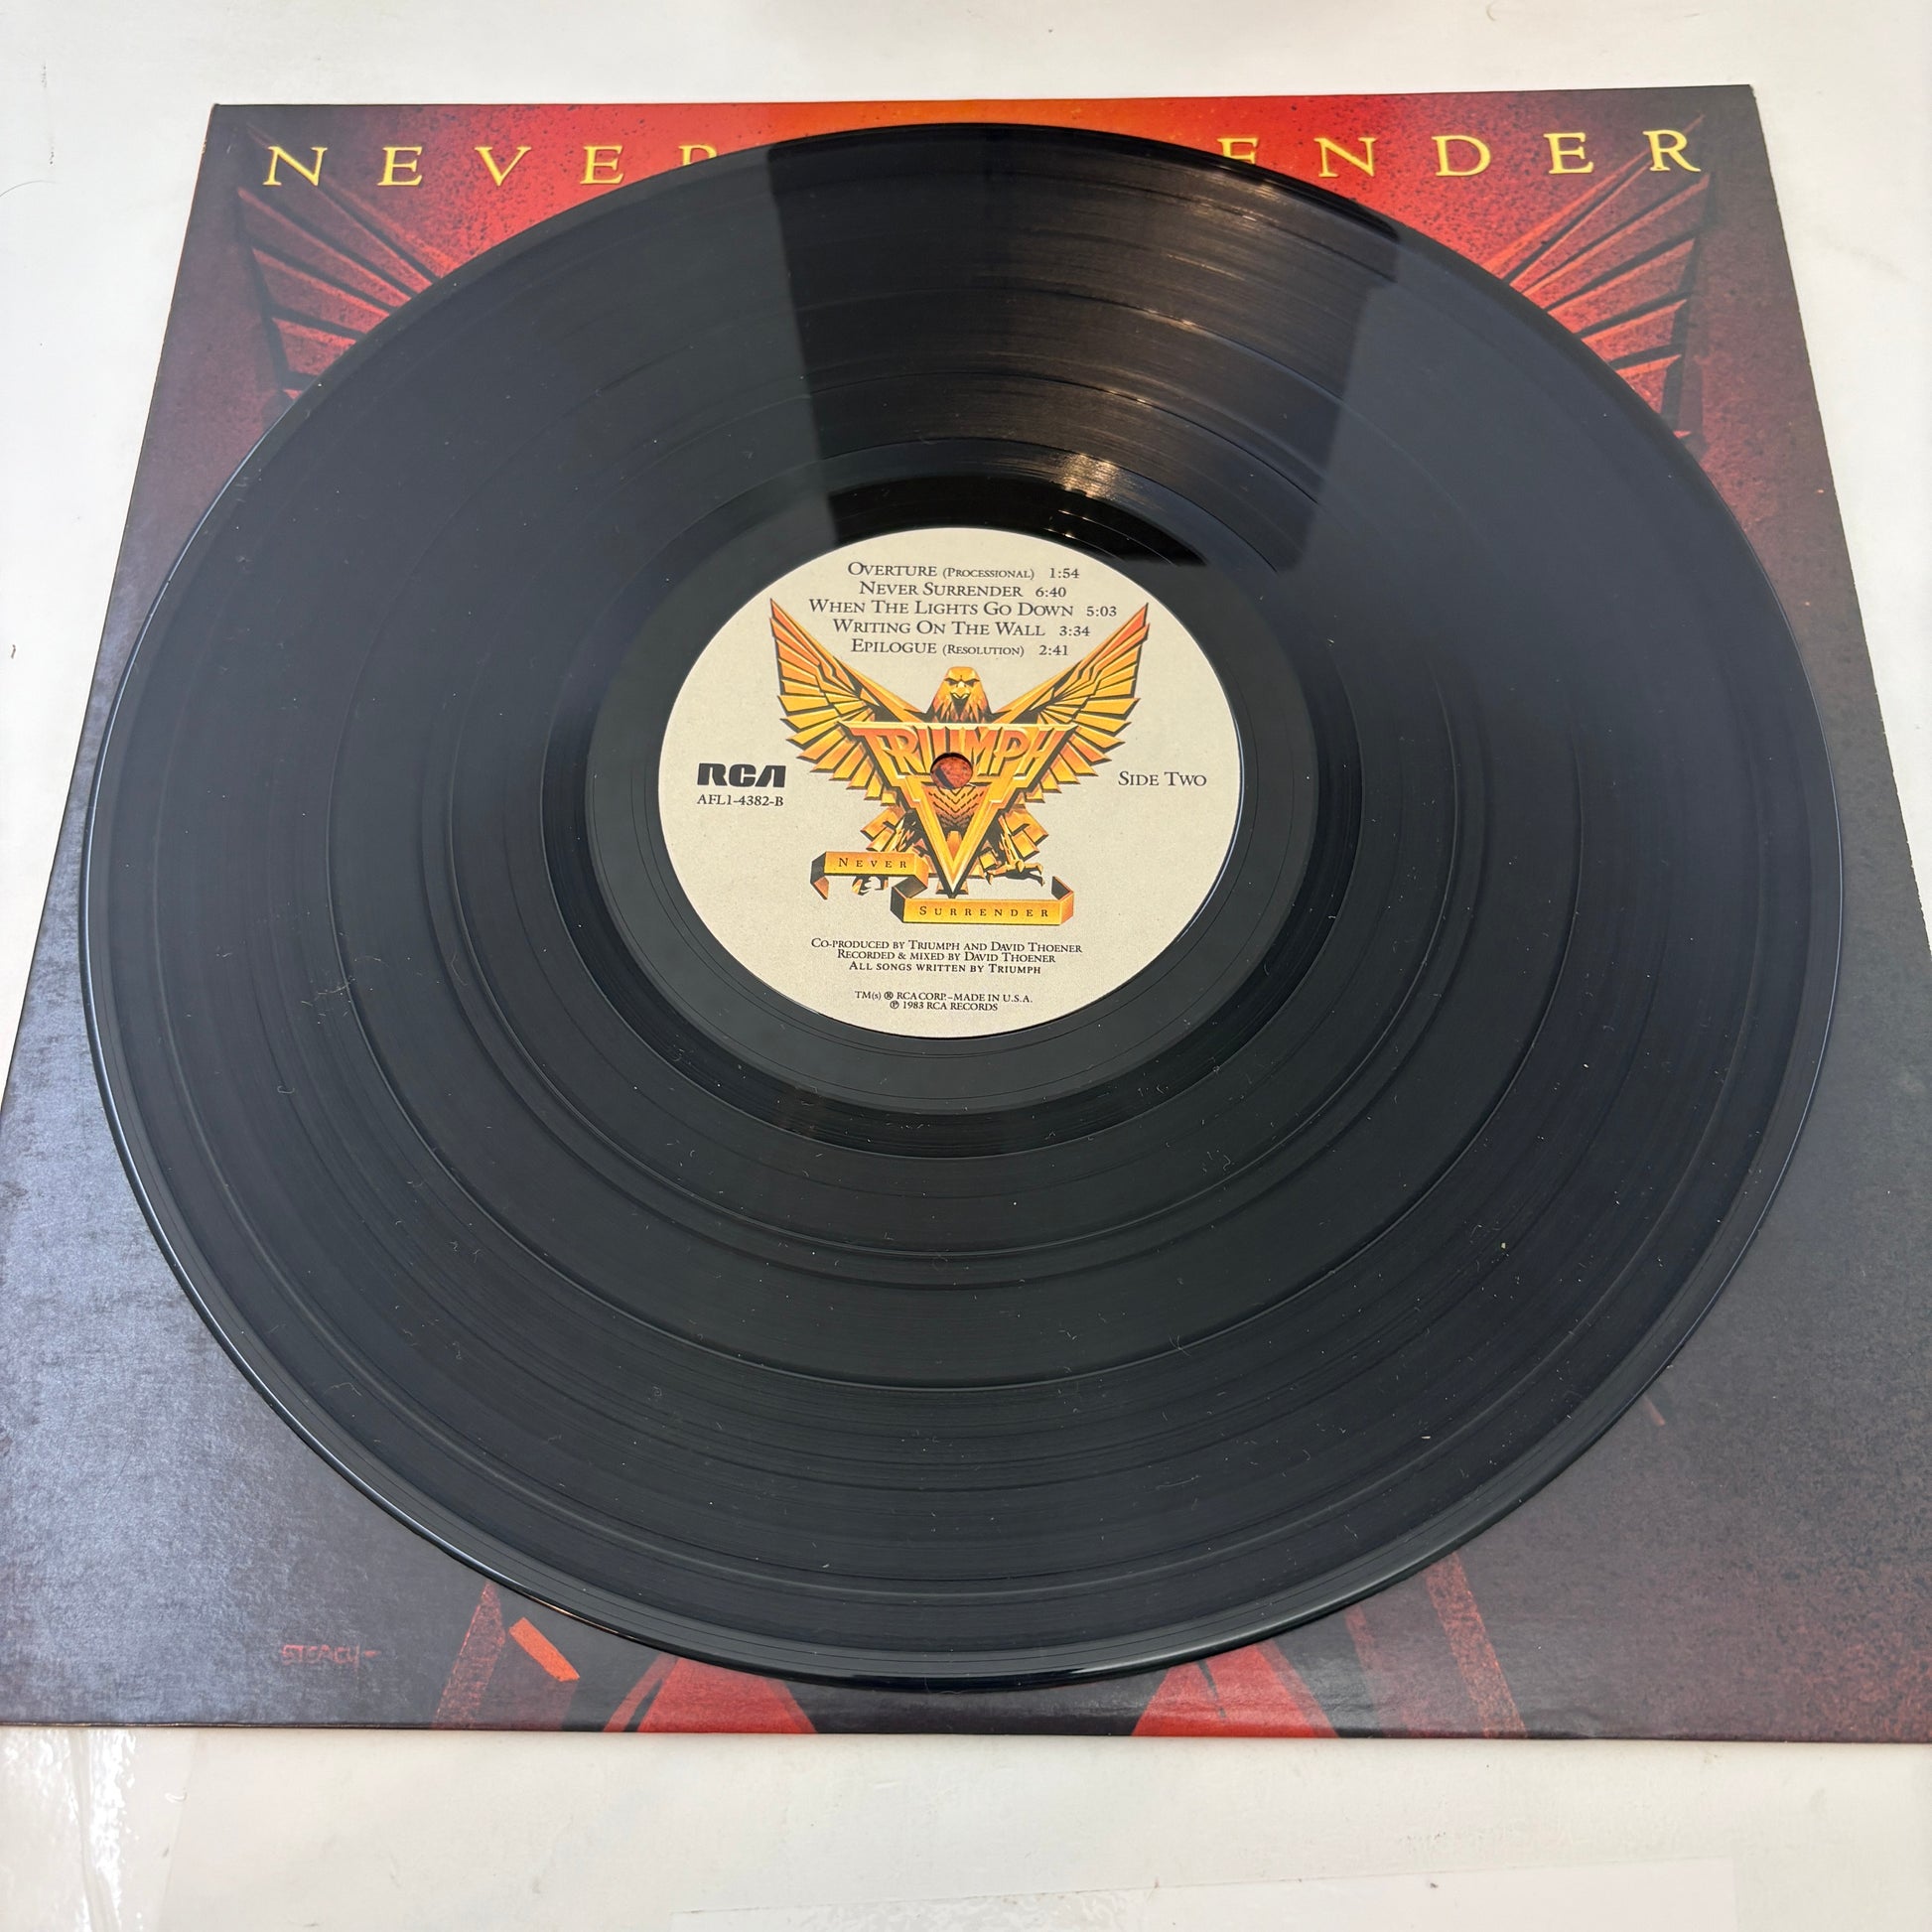 NEVER ENDER
OVERTURE (PROCESSIONAL) 1:54
NEVER SURRENDER 6:40
WHEN THE LIGHTS GO DOWN 5:03
WRITING ON THE WALL 3:34
EPILOGUE (RESOLUTION) 2:41
TRIUMPH
RCA
AFL1-4382-B
SIDE TWO
NEVER
SURRENDER
CO-PRODUCED BY TRIUMPH AND DAVID THOENER
RECORDED & MIXED BY DAVID THOENER
ALL SONGS WRITTEN BY TRIUMPH
TM(s) ® RCA CORP.–MADE IN U.S.A.
℗ 1983 RCA RECORDS
STEACY